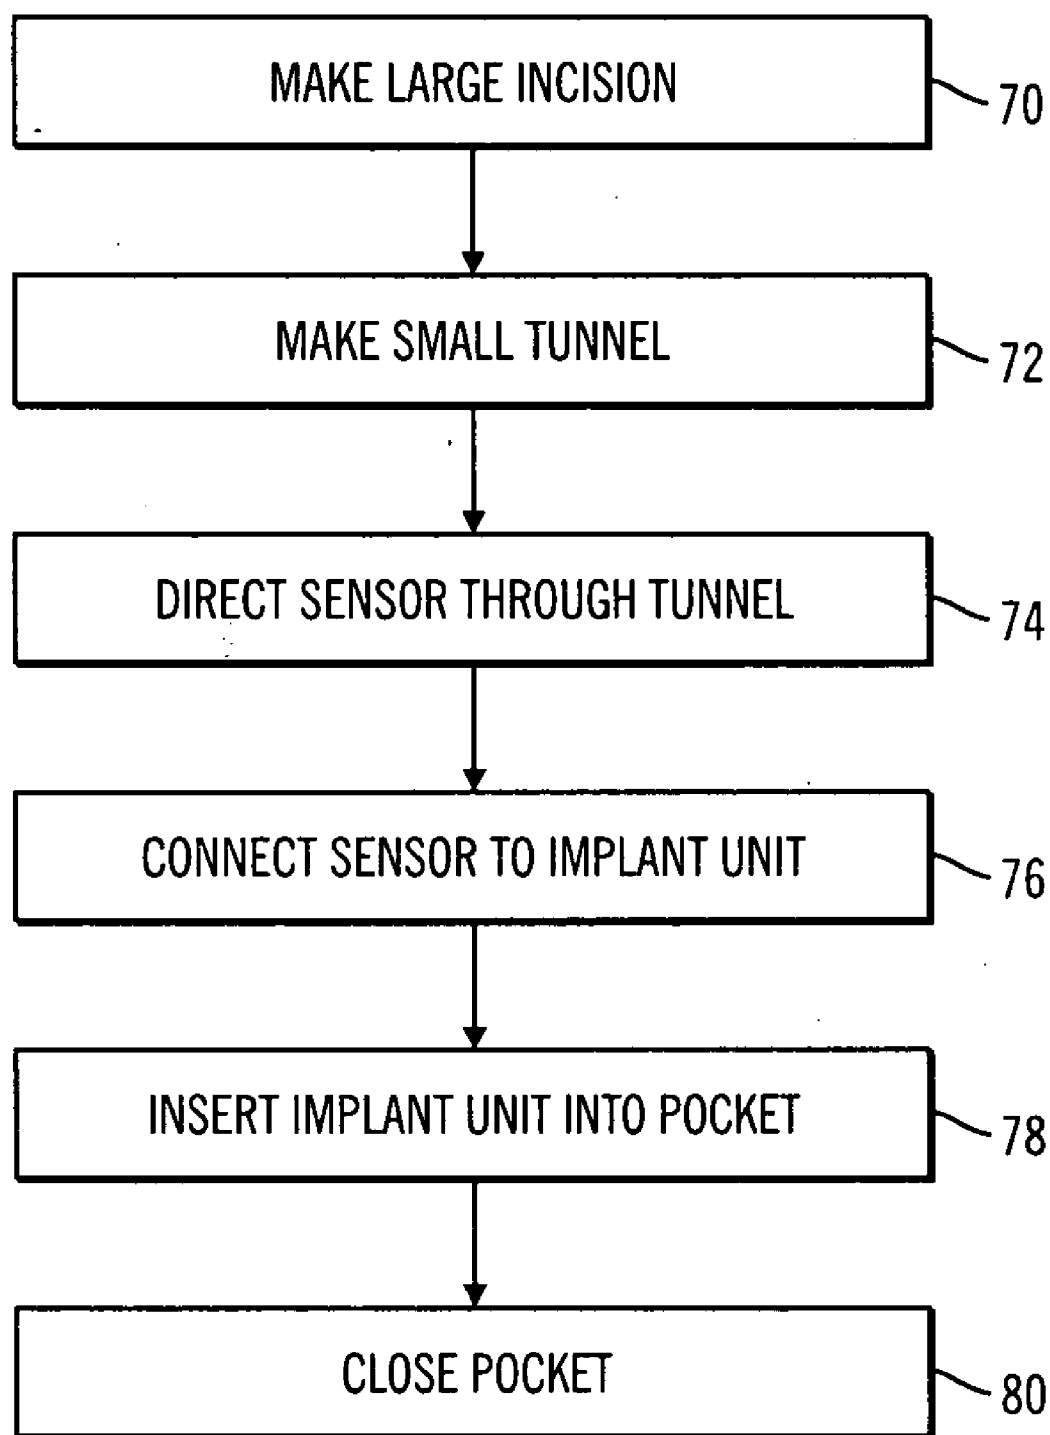 MAKE LARGE INCISION
70
MAKE SMALL TUNNEL
72
DIRECT SENSOR THROUGH TUNNEL
74
CONNECT SENSOR TO IMPLANT UNIT
76
INSERT IMPLANT UNIT INTO POCKET
78
CLOSE POCKET
80